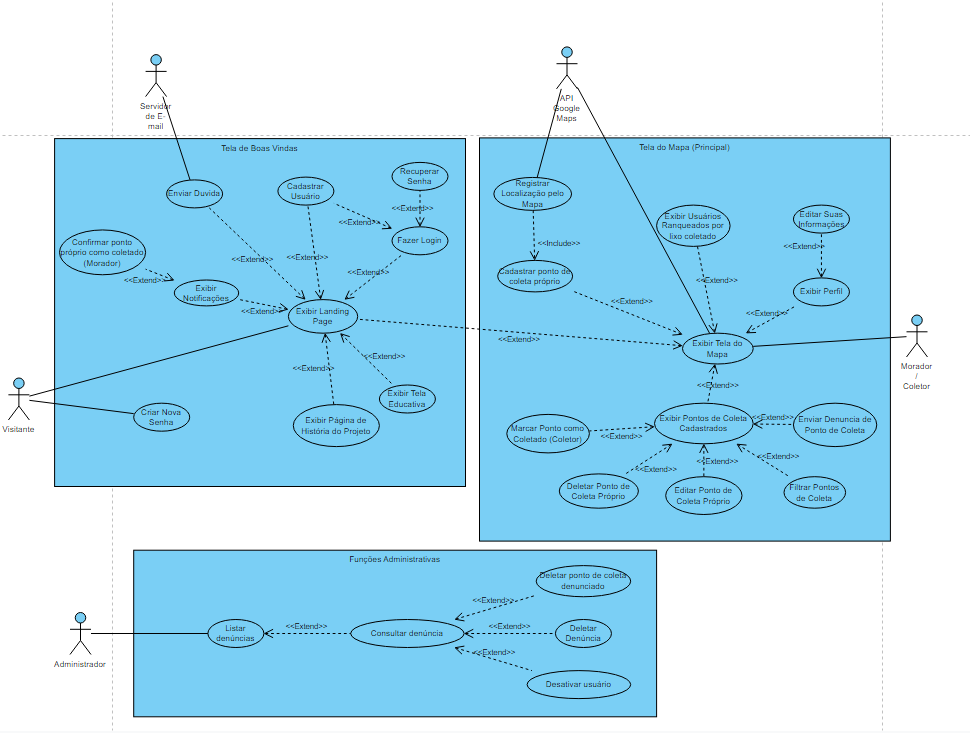 Servidor
de E-
mail
API
Google
Maps
Tela de Boas Vindas
Enviar Duvida
Cadastrar
Usuário
Recuperar
Senha
<<Extend>>
<<Extend>>
Fazer Login
Confirmar ponto
próprio como coletado
(Morador)
<<Extend>>
<<Extend>>
<<Extend>>
<<Extend>>
Exibir
Notificações
<<Extend>>
Exibir Landing
Page
<<Extend>>
<<Extend>>
<<Extend>>
Exibir Tela
Educativa
Criar Nova
Senha
Exibir Página de
História do Projeto
Visitante
Tela do Mapa (Principal)
Registrar
Localização pelo
Mapa
Exibir Usuários
Ranqueados por
lixo coletado
Editar Suas
Informações
<<Include>>
<<Extend>>
Cadastrar ponto de
coleta próprio
<<Extend>>
Exibir Perfil
<<Extend>>
<<Extend>>
Exibir Tela do
Mapa
Morador
/
Coletor
<<Extend>>
Exibir Pontos de Coleta
Cadastrados
<<Extend>>
Enviar Denuncia de
Ponto de Coleta
Marcar Ponto como
Coletado (Coletor)
<<Extend>>
<<Extend>>
<<Extend>>
<<Extend>>
Deletar Ponto de
Coleta Próprio
Editar Ponto de
Coleta Próprio
Filtrar Pontos
de Coleta
Funções Administrativas
Deletar ponto de coleta
denunciado
<<Extend>>
Listar
denúncias
<<Extend>>
Consultar denúncia
<<Extend>>
Deletar
Denúncia
<<Extend>>
Desativar usuário
Administrador